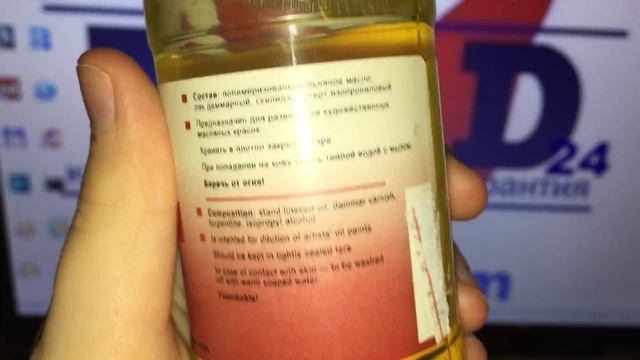 Состав: полимеризованное льняное масло,
лак даммарный, скипидар, спирт изопропиловый
Предназначен для художественных
масляных красок
Хранить в плотно закрытой таре
При попадании на кожу смыть теплой водой с мылом
Беречь от огня!
Composition: stand linseed oil, dammar varnish,
turpentine, isopropyl alcohol
Is intented for dilution of artists' oil paints
Should be kept in tightly sealed tare
In case of contact with skin — to be washed
off with warm soaped water
Flammable!
D
24
рантия
m